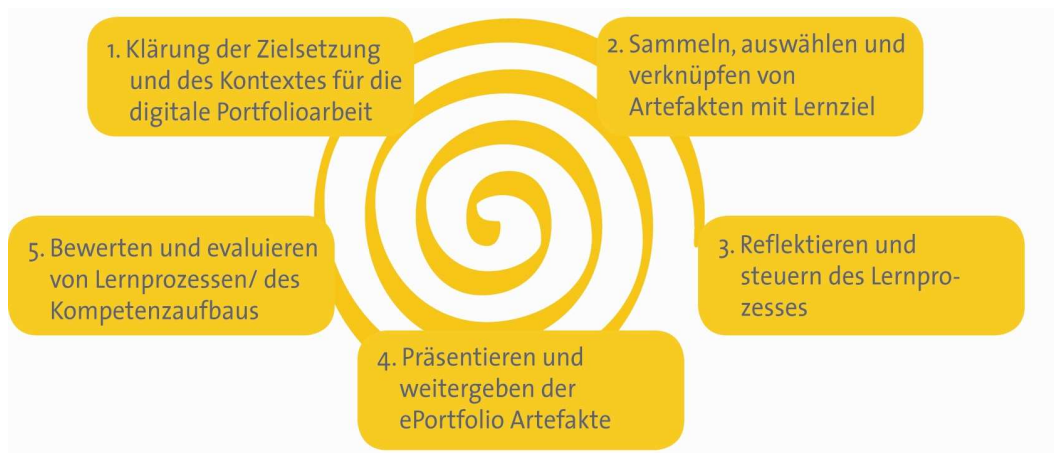 1. Klärung der Zielsetzung
und des Kontextes für die
digitale Portfolioarbeit
2. Sammeln, auswählen und
verknüpfen von
Artefakten mit Lernziel
3. Reflektieren und
steuern des Lernpro-
zesses
4. Präsentieren und
weitergeben der
ePortfolio Artefakte
5. Bewerten und evaluieren
von Lernprozessen/ des
Kompetenzaufbaus